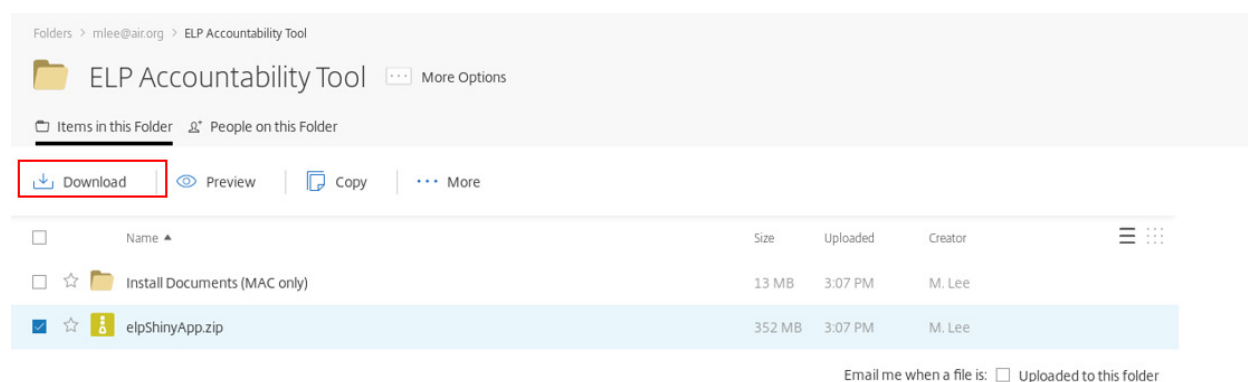 Folders > mlee@air.org > ELP Accountability Tool
ELP Accountability Tool ··· More Options
Items in this Folder People on this Folder
Download Preview Copy ··· More
Name Size Uploaded Creator
Install Documents (MAC only) 13 MB 3:07 PM M. Lee
elpShinyApp.zip 352 MB 3:07 PM M. Lee
Email me when a file is: Uploaded to this folder